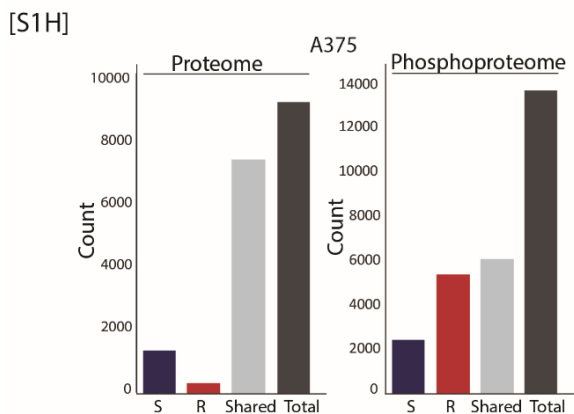 [S1H]
A375
Proteome
Phosphoproteome
Count
10000
8000
6000
4000
2000
0
S R Shared Total
Count
14000
12000
10000
8000
6000
4000
2000
0
S R Shared Total